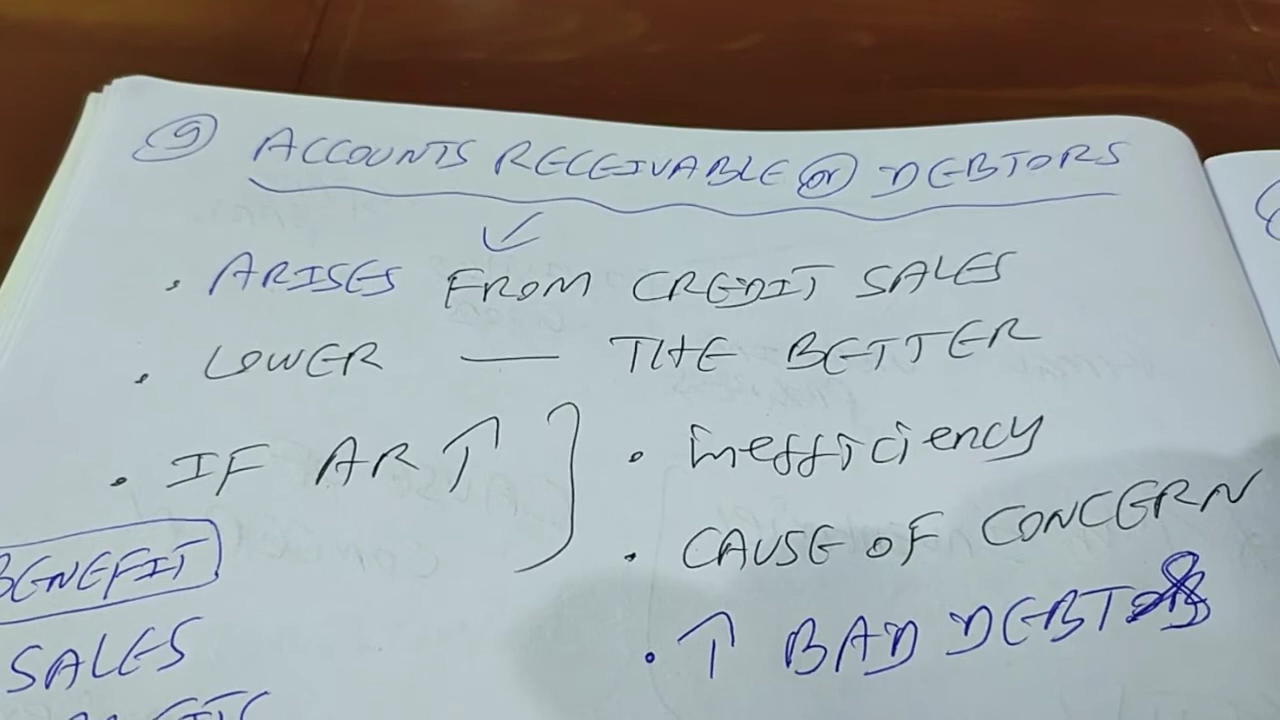 9 ACCOUNTS RECEIVABLE or DEBTORS
. ARISES FROM CREDIT SALES
. LOWER — THE BETTER
. IF AR ↑
. inefficiency
. CAUSE OF CONCERN
. ↑ BAD DEBTS
BENEFIT
SALES